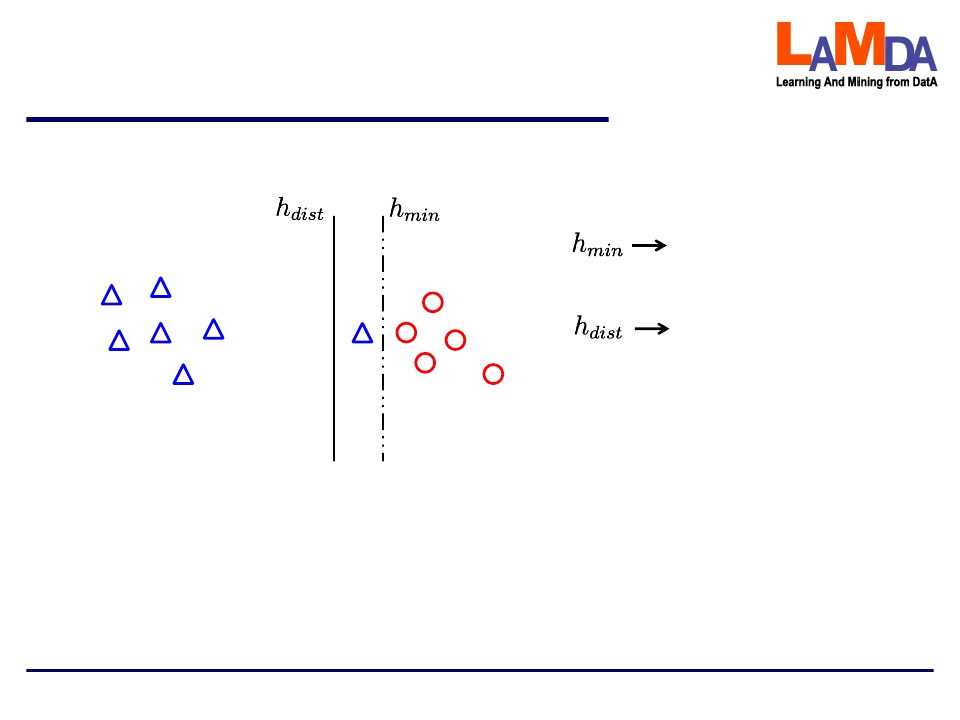 LAMDA
Learning And Mining from DatA
h_dist h_min
h_min →
h_dist →